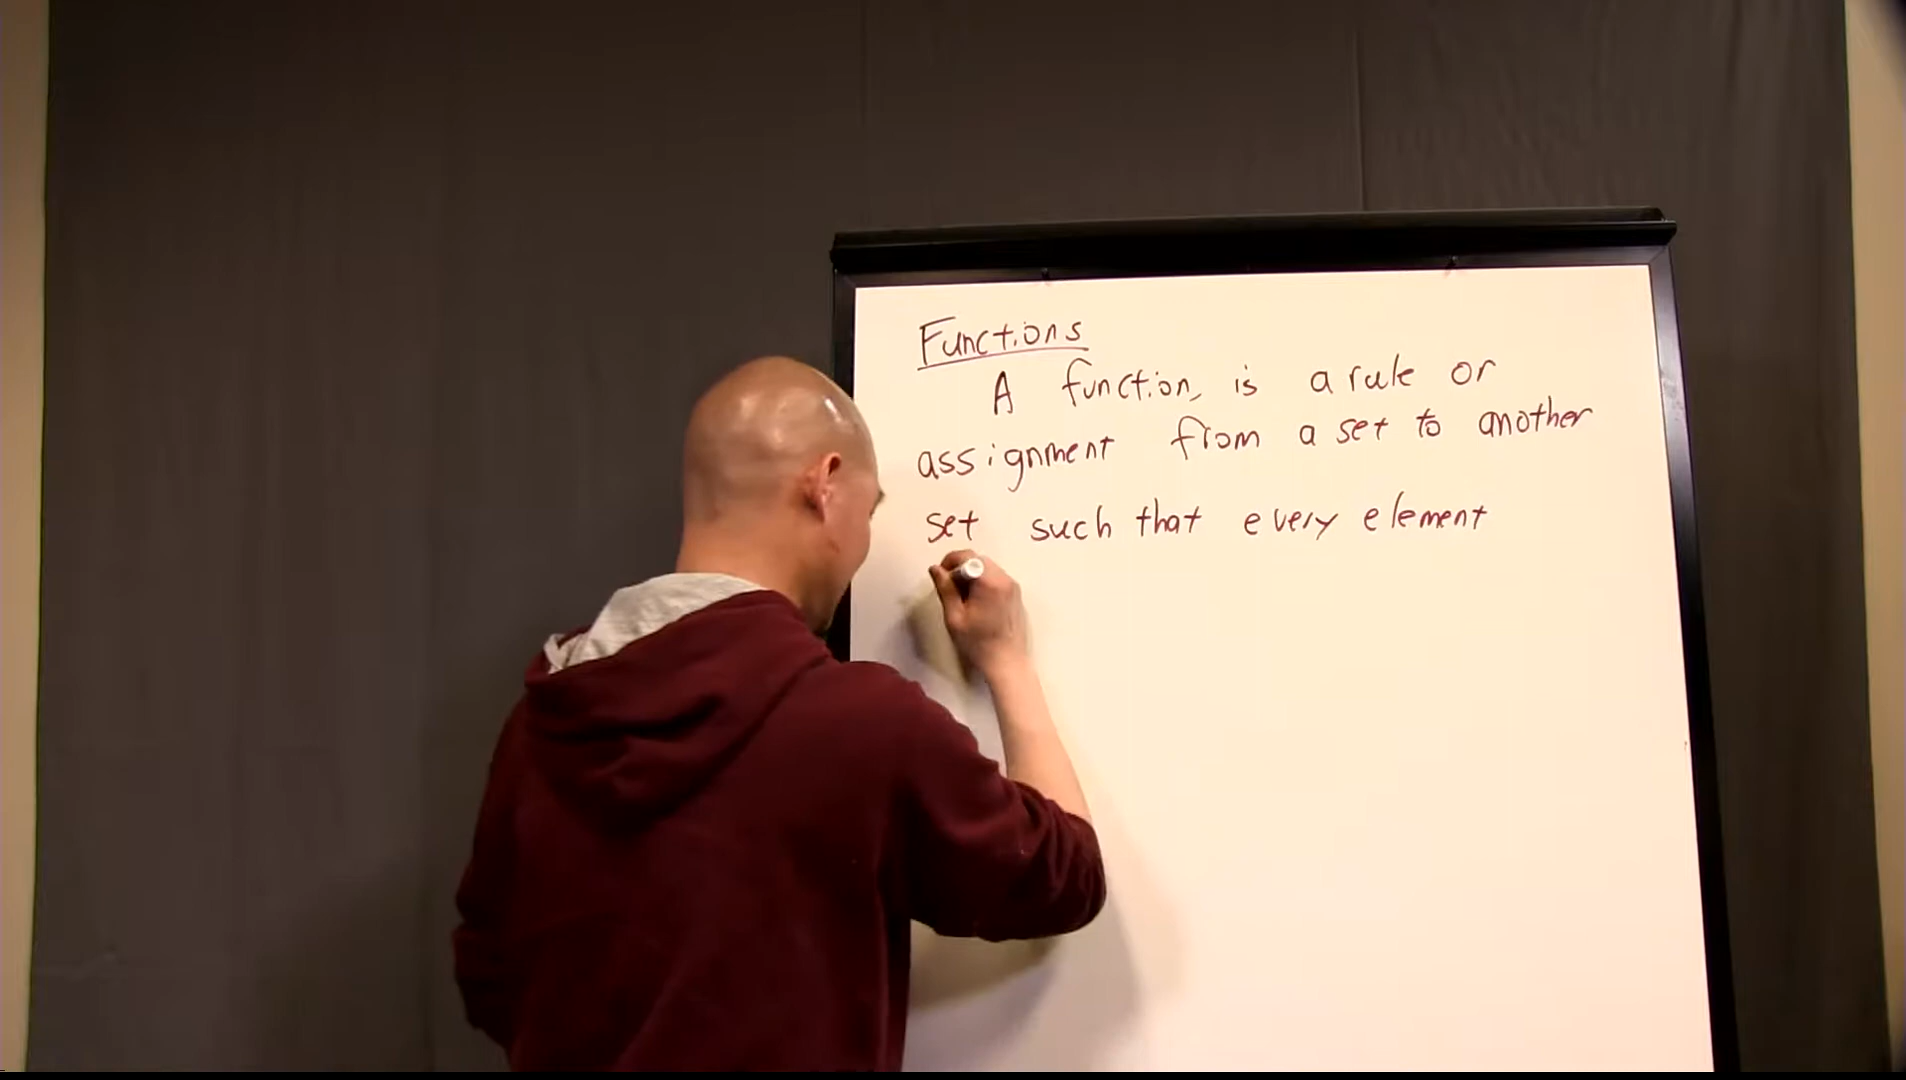 Functions
A function, is a rule or
assignment from a set to another
set such that every element